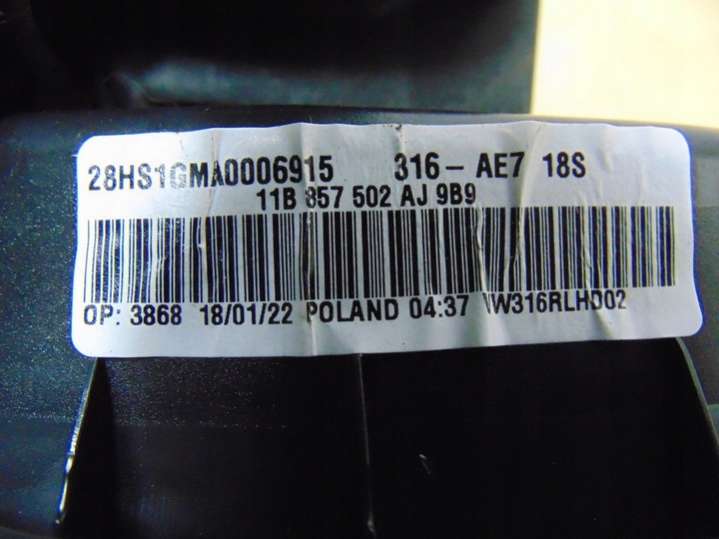 28HS1GMA0006915 316 - AE7 18S
11B 857 502 AJ 9B9
OP: 3868 18/01/22 POLAND 04:37 VW316RLHD02